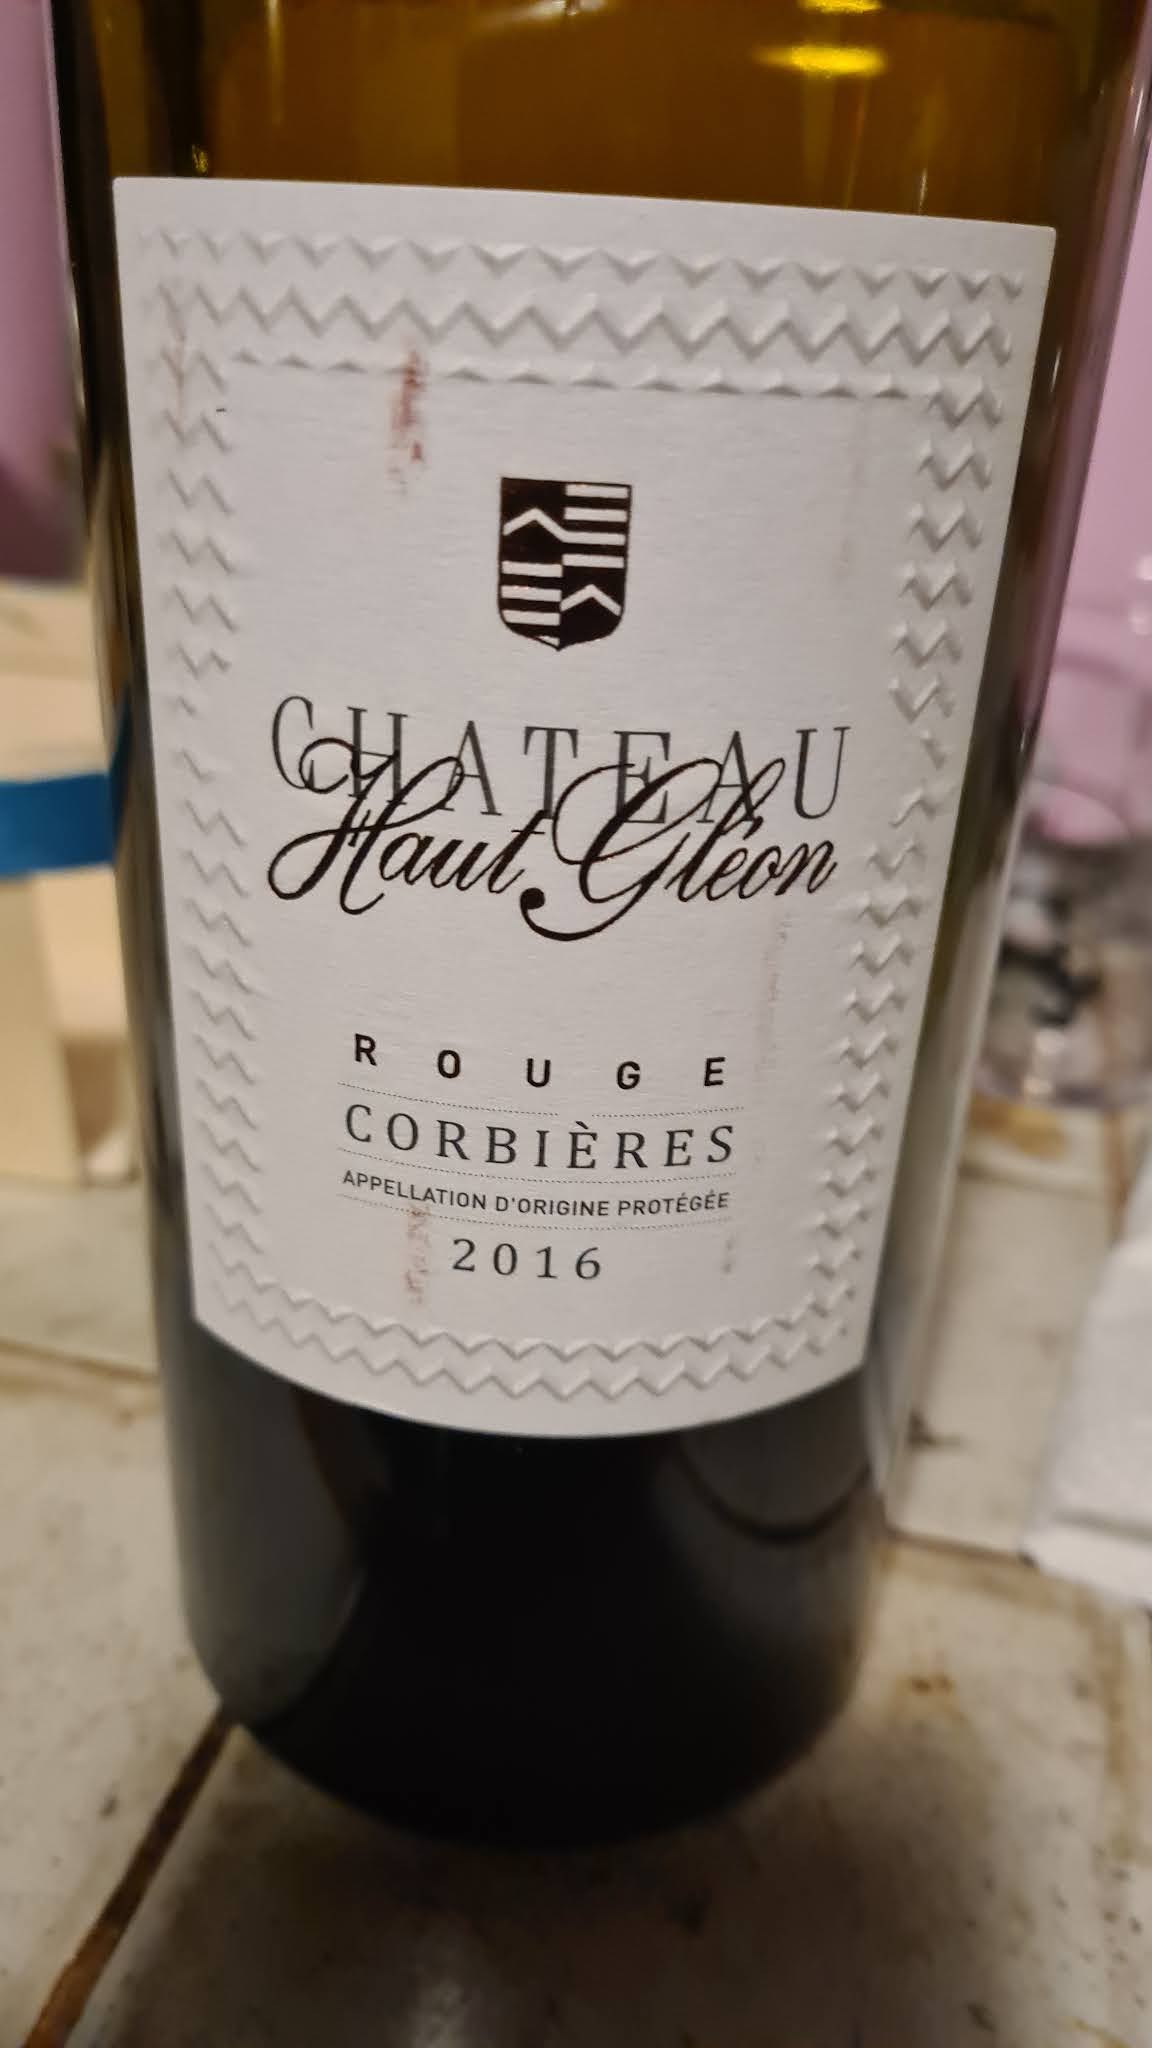 CHATEAU
Haut Gléon
ROUGE
CORBIÈRES
APPELLATION D'ORIGINE PROTÉGÉE
2016